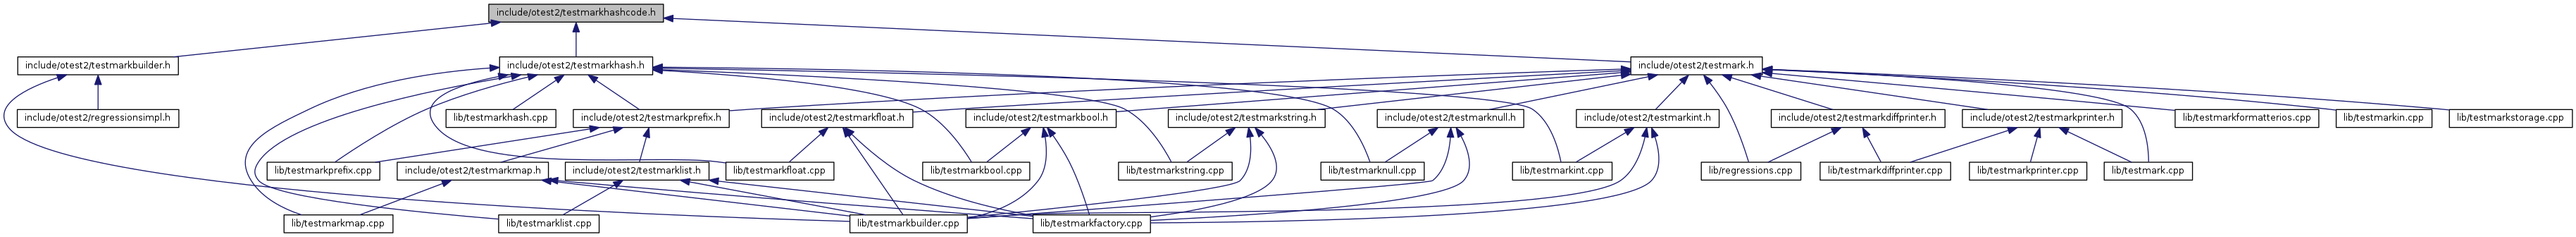 include/otest2/testmarkhashcode.h
include/otest2/testmarkbuilder.h
include/otest2/testmarkhash.h
include/otest2/testmark.h
include/otest2/regressionsimpl.h
lib/testmarkhash.cpp
include/otest2/testmarkprefix.h
include/otest2/testmarkfloat.h
include/otest2/testmarkbool.h
include/otest2/testmarkstring.h
include/otest2/testmarknull.h
include/otest2/testmarkint.h
include/otest2/testmarkdiffprinter.h
include/otest2/testmarkprinter.h
lib/testmarkformatterios.cpp
lib/testmarkin.cpp
lib/testmarkstorage.cpp
lib/testmarkprefix.cpp
include/otest2/testmarkmap.h
include/otest2/testmarklist.h
lib/testmarkfloat.cpp
lib/testmarkbool.cpp
lib/testmarkstring.cpp
lib/testmarknull.cpp
lib/testmarkint.cpp
lib/regressions.cpp
lib/testmarkdiffprinter.cpp
lib/testmarkprinter.cpp
lib/testmark.cpp
lib/testmarkmap.cpp
lib/testmarklist.cpp
lib/testmarkbuilder.cpp
lib/testmarkfactory.cpp